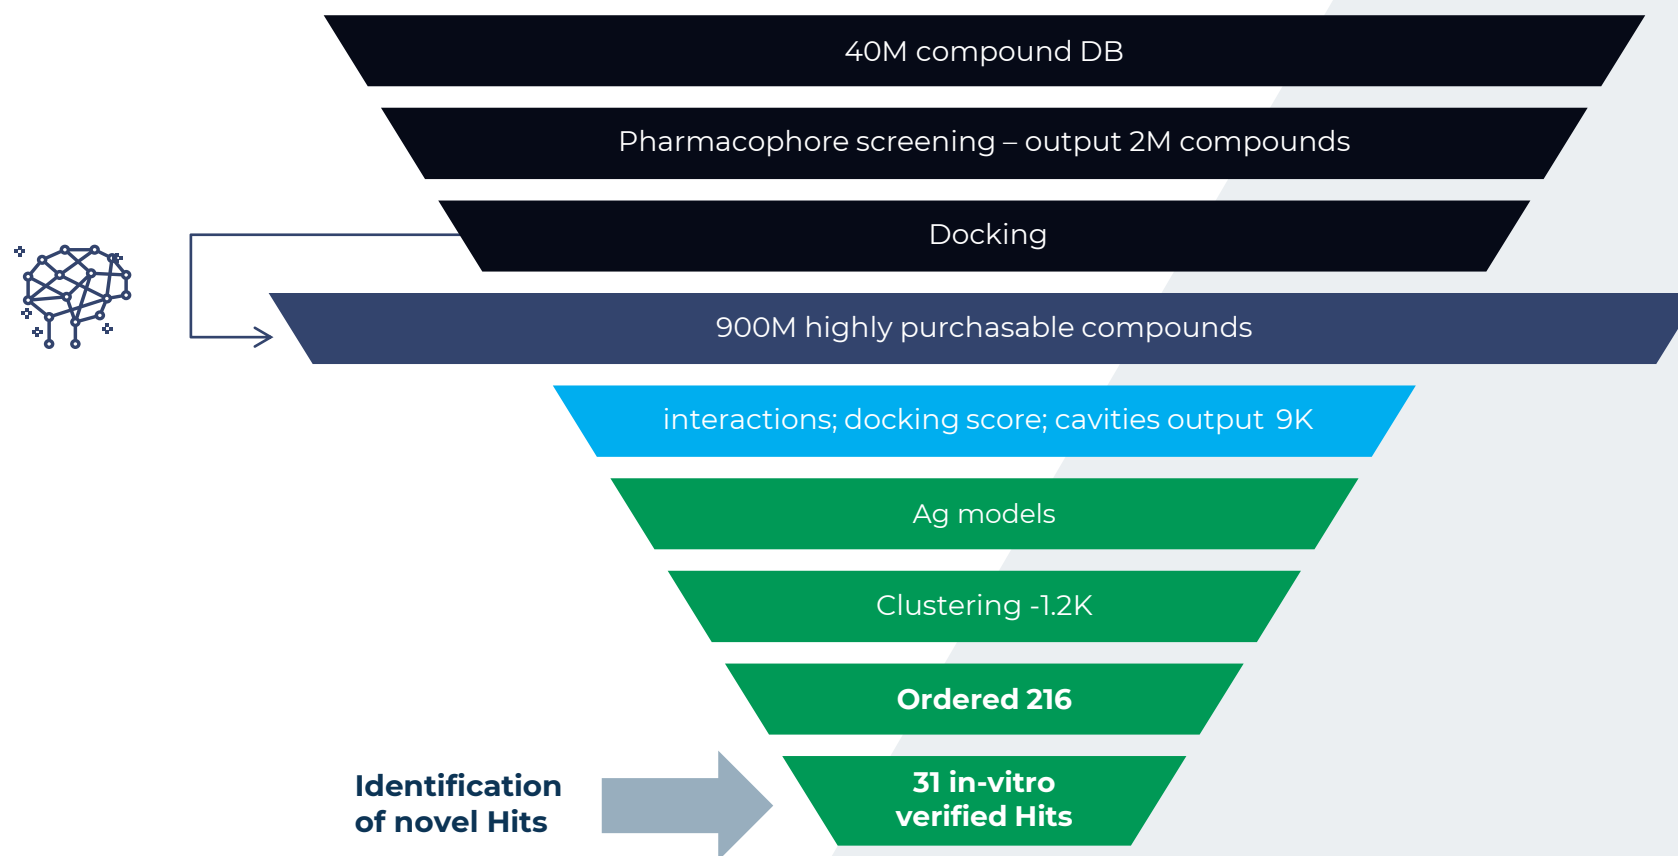 40M compound DB
Pharmacophore screening – output 2M compounds
Docking
900M highly purchasable compounds
interactions; docking score; cavities output 9K
Ag models
Clustering -1.2K
Ordered 216
Identification
of novel Hits
31 in-vitro
verified Hits